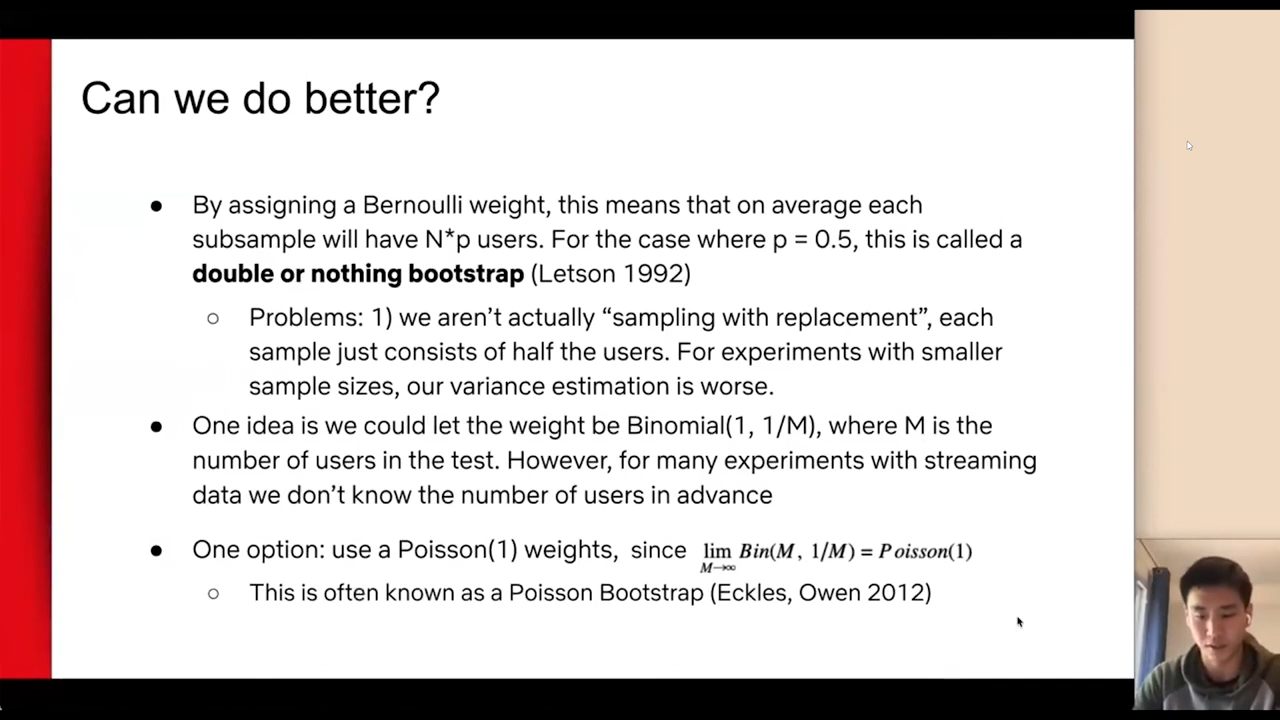 Can we do better?
● By assigning a Bernoulli weight, this means that on average each
subsample will have N*p users. For the case where p = 0.5, this is called a
double or nothing bootstrap (Letson 1992)
○ Problems: 1) we aren't actually “sampling with replacement”, each
sample just consists of half the users. For experiments with smaller
sample sizes, our variance estimation is worse.
● One idea is we could let the weight be Binomial(1, 1/M), where M is the
number of users in the test. However, for many experiments with streaming
data we don't know the number of users in advance
● One option: use a Poisson(1) weights, since lim Bin(M, 1/M) = Poisson(1)
M→∞
○ This is often known as a Poisson Bootstrap (Eckles, Owen 2012)